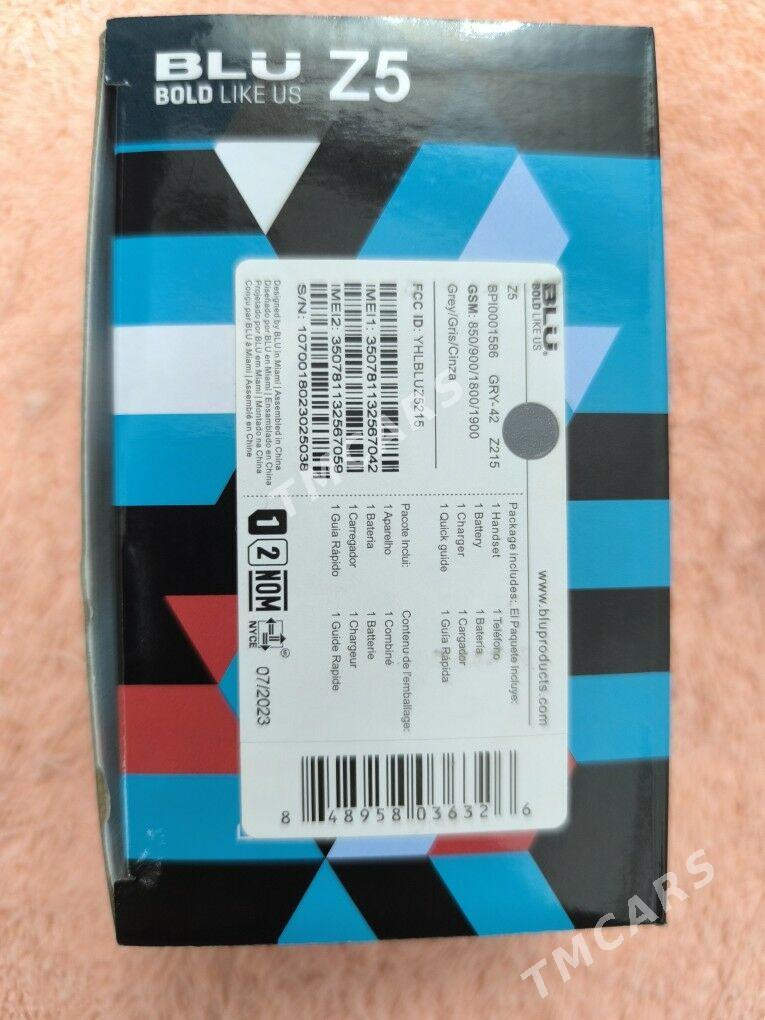 BLU Z5
BOLD LIKE US
BLU®
BOLD LIKE US
www.bluproducts.com
Z5
BPI0001586 GRY-42 Z215
GSM: 850/900/1800/1900
Grey/Gris/Cinza
FCC ID: YHLBLUZ5215
IMEI1: 350781132567042
IMEI2: 350781132567059
S/N: 1070018023025038
Designed by BLU in Miami | Assembled in China
Diseñado por BLU en Miami | Ensamblado en China
Projetado por BLU em Miami | Montado na China
Conçu par BLU à Miami | Assemblé en Chine
Package includes:
1 Handset
1 Battery
1 Charger
1 Quick guide
El Paquete Incluye:
1 Teléfono
1 Batería
1 Cargador
1 Guía Rápida
Pacote Inclui:
1 Aparelho
1 Bateria
1 Carregador
1 Guia Rápido
Contenu de l'emballage:
1 Combiné
1 Batterie
1 Chargeur
1 Guide Rapide
1 2 NOM
NYCE ®
07/2023
Z5
8 48958 03632 6
TMCARS
TMCARS
TMCARS